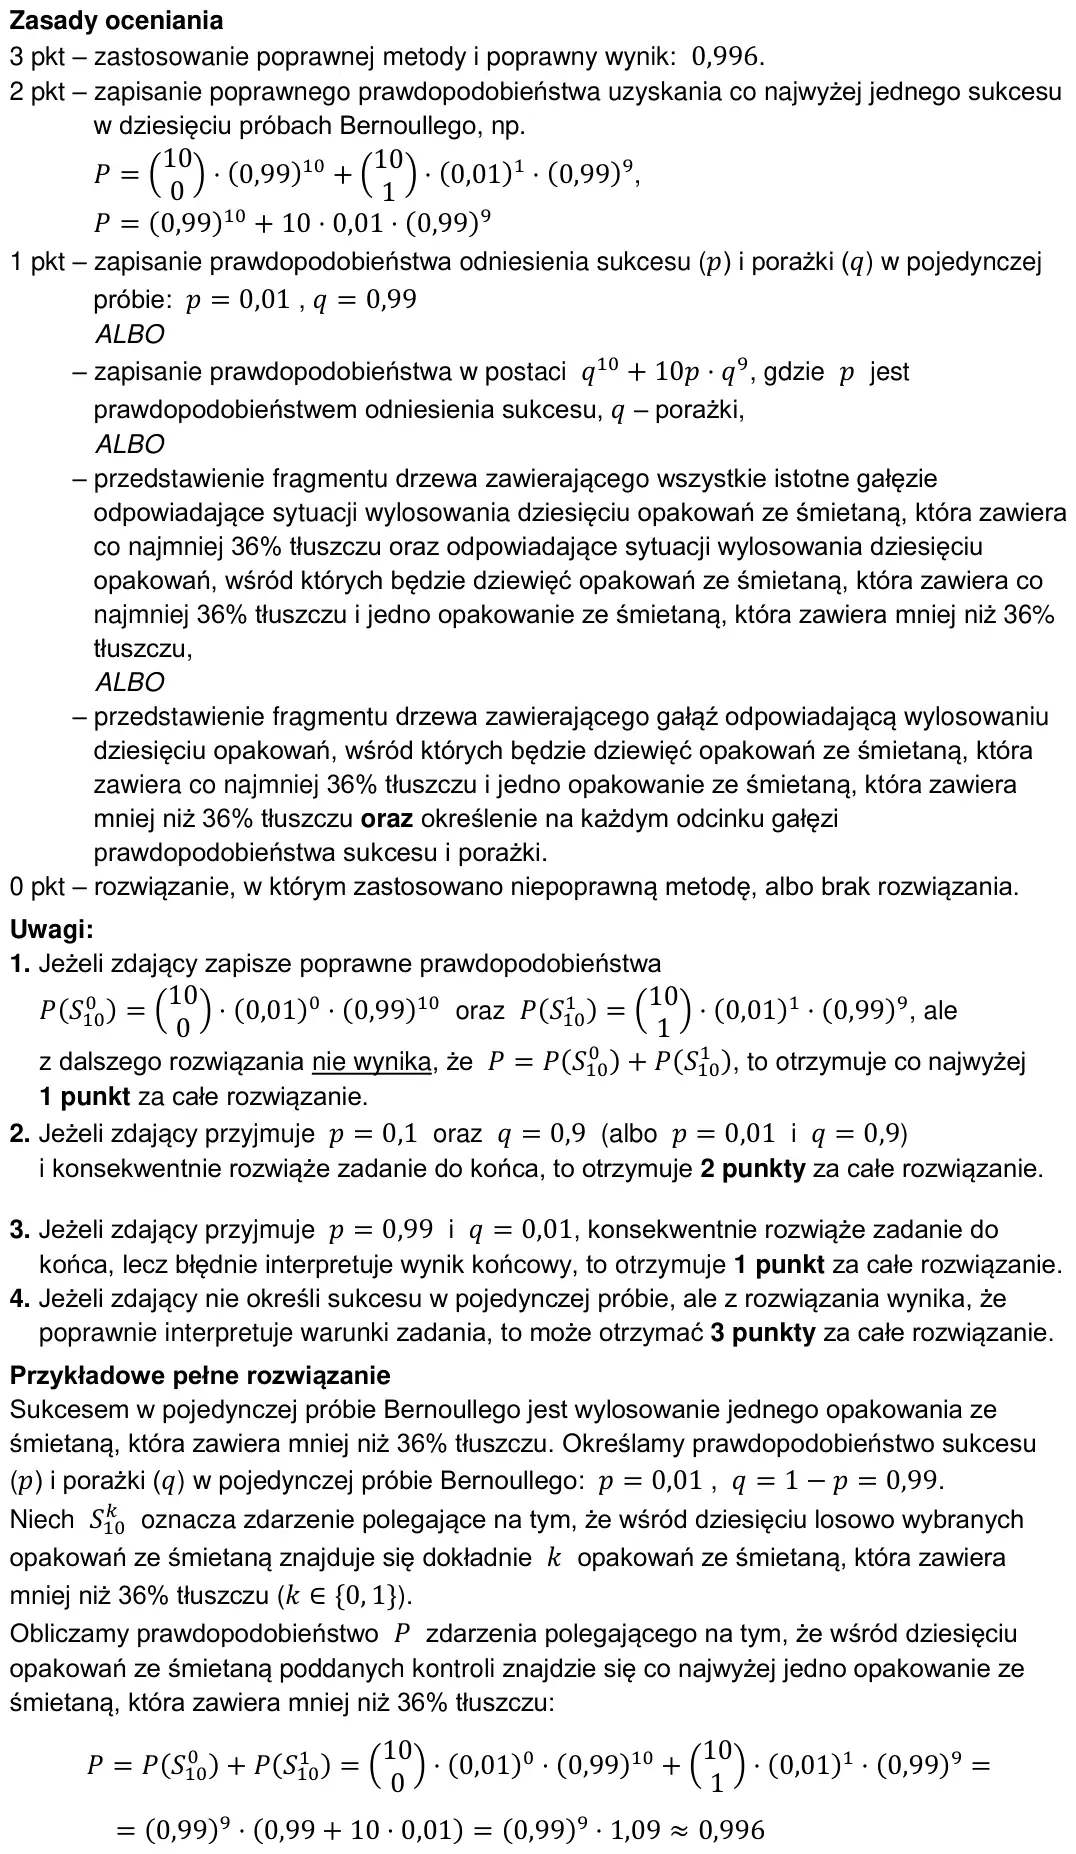 Zasady oceniania
3 pkt – zastosowanie poprawnej metody i poprawny wynik: 0,996.
2 pkt – zapisanie poprawnego prawdopodobieństwa uzyskania co najwyżej jednego sukcesu
w dziesięciu próbach Bernoullego, np.
P = (10 0) · (0,99)¹⁰ + (10 1) · (0,01)¹ · (0,99)⁹,
P = (0,99)¹⁰ + 10 · 0,01 · (0,99)⁹
1 pkt – zapisanie prawdopodobieństwa odniesienia sukcesu (p) i porażki (q) w pojedynczej
próbie: p = 0,01 , q = 0,99
ALBO
– zapisanie prawdopodobieństwa w postaci q¹⁰ + 10p · q⁹, gdzie p jest
prawdopodobieństwem odniesienia sukcesu, q – porażki,
ALBO
– przedstawienie fragmentu drzewa zawierającego wszystkie istotne gałęzie
odpowiadające sytuacji wylosowania dziesięciu opakowań ze śmietaną, która zawiera
co najmniej 36% tłuszczu oraz odpowiadające sytuacji wylosowania dziesięciu
opakowań, wśród których będzie dziewięć opakowań ze śmietaną, która zawiera co
najmniej 36% tłuszczu i jedno opakowanie ze śmietaną, która zawiera mniej niż 36%
tłuszczu,
ALBO
– przedstawienie fragmentu drzewa zawierającego gałąź odpowiadającą wylosowaniu
dziesięciu opakowań, wśród których będzie dziewięć opakowań ze śmietaną, która
zawiera co najmniej 36% tłuszczu i jedno opakowanie ze śmietaną, która zawiera
mniej niż 36% tłuszczu oraz określenie na każdym odcinku gałęzi
prawdopodobieństwa sukcesu i porażki.
0 pkt – rozwiązanie, w którym zastosowano niepoprawną metodę, albo brak rozwiązania.
Uwagi:
1. Jeżeli zdający zapisze poprawne prawdopodobieństwa
P(S₁₀⁰) = (10 0) · (0,01)⁰ · (0,99)¹⁰ oraz P(S₁₀¹) = (10 1) · (0,01)¹ · (0,99)⁹, ale
z dalszego rozwiązania nie wynika, że P = P(S₁₀⁰) + P(S₁₀¹), to otrzymuje co najwyżej
1 punkt za całe rozwiązanie.
2. Jeżeli zdający przyjmuje p = 0,1 oraz q = 0,9 (albo p = 0,01 i q = 0,9)
i konsekwentnie rozwiąże zadanie do końca, to otrzymuje 2 punkty za całe rozwiązanie.
3. Jeżeli zdający przyjmuje p = 0,99 i q = 0,01, konsekwentnie rozwiąże zadanie do
końca, lecz błędnie interpretuje wynik końcowy, to otrzymuje 1 punkt za całe rozwiązanie.
4. Jeżeli zdający nie określi sukcesu w pojedynczej próbie, ale z rozwiązania wynika, że
poprawnie interpretuje warunki zadania, to może otrzymać 3 punkty za całe rozwiązanie.
Przykładowe pełne rozwiązanie
Sukcesem w pojedynczej próbie Bernoullego jest wylosowanie jednego opakowania ze
śmietaną, która zawiera mniej niż 36% tłuszczu. Określamy prawdopodobieństwo sukcesu
(p) i porażki (q) w pojedynczej próbie Bernoullego: p = 0,01 , q = 1 − p = 0,99.
Niech S₁₀ᵏ oznacza zdarzenie polegające na tym, że wśród dziesięciu losowo wybranych
opakowań ze śmietaną znajduje się dokładnie k opakowań ze śmietaną, która zawiera
mniej niż 36% tłuszczu (k ∈ {0, 1}).
Obliczamy prawdopodobieństwo P zdarzenia polegającego na tym, że wśród dziesięciu
opakowań ze śmietaną poddanych kontroli znajdzie się co najwyżej jedno opakowanie ze
śmietaną, która zawiera mniej niż 36% tłuszczu:
P = P(S₁₀⁰) + P(S₁₀¹) = (10 0) · (0,01)⁰ · (0,99)¹⁰ + (10 1) · (0,01)¹ · (0,99)⁹ =
= (0,99)⁹ · (0,99 + 10 · 0,01) = (0,99)⁹ · 1,09 ≈ 0,996